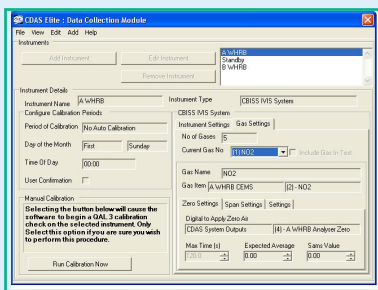 CDAS Elite : Data Collection Module
File View Edit Add Help
Instruments
Add Instrument
Edit Instrument
Remove Instrument
A WHRB
Standby
B WHRB
Instrument Details
Instrument Name A WHRB
Instrument Type CBISS IVIS System
Configure Calibration Periods
Period of Calibration No Auto Calibration
Day of the Month First Sunday
Time Of Day 00:00
User Confirmation
Manual Calibration
Selecting the button below will cause the
software to begin a QAL 3 calibration
check on the selected instrument. Only
Select this option if you are sure you wish
to perform this procedure.
Run Calibration Now
CBISS IVIS System
Instrument Settings Gas Settings
No of Gases 5
Current Gas No (1) NO2 Include Gas In Test
Gas Name NO2
Gas Item A WHRB CEMS (2) - NO2
Zero Settings Span Settings Settings
Digital to Apply Zero Air
CDAS System Outputs (4) - A WHRB Analyser Zero
Max Time (s) Expected Average Sams Value
120.0 0.00 0.00